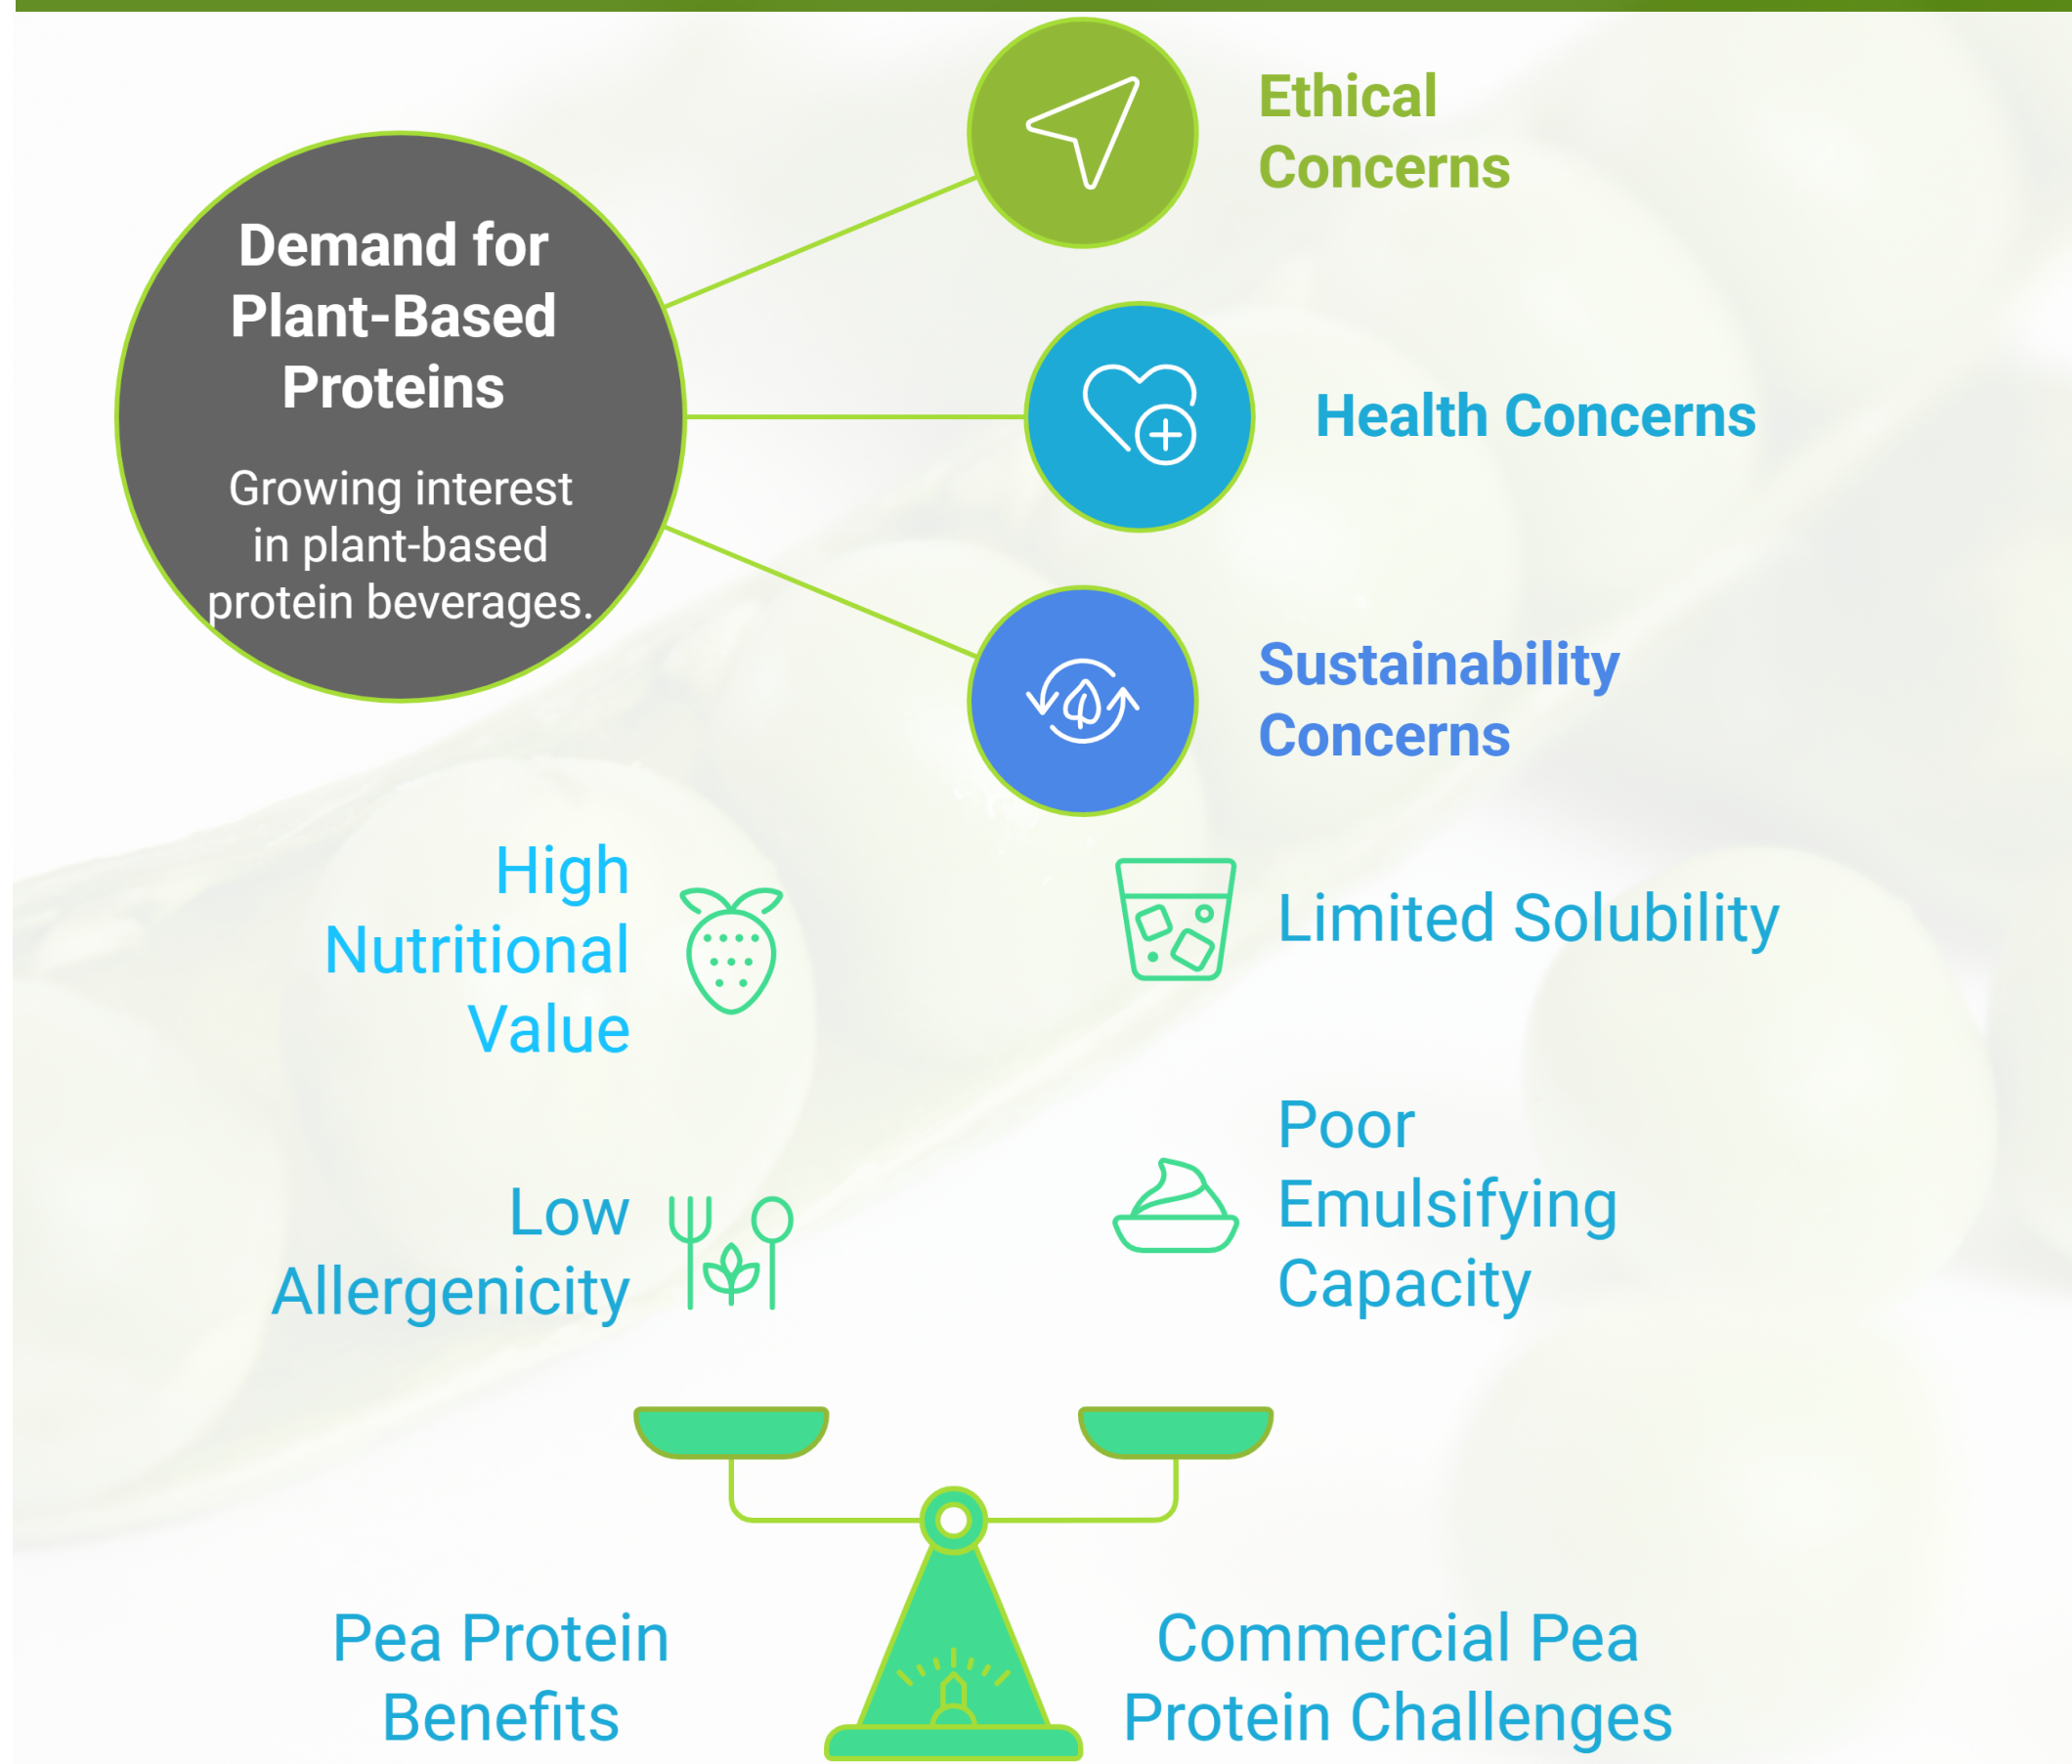 Demand for
Plant-Based
Proteins
Growing interest
in plant-based
protein beverages.
Ethical
Concerns
Health Concerns
Sustainability
Concerns
High
Nutritional
Value
Low
Allergenicity
Limited Solubility
Poor
Emulsifying
Capacity
Pea Protein
Benefits
Commercial Pea
Protein Challenges